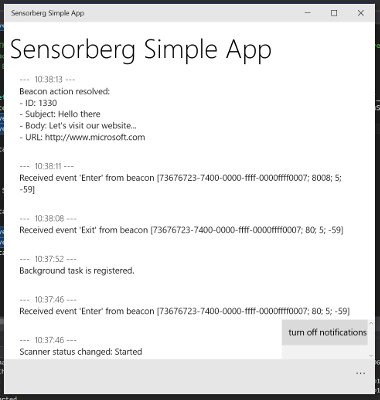 Sensorberg Simple App
Sensorberg Simple App
--- 10:38:13 ---
Beacon action resolved:
- ID: 1330
- Subject: Hello there
- Body: Let's visit our website...
- URL: http://www.microsoft.com
--- 10:38:11 ---
Received event 'Enter' from beacon [73676723-7400-0000-ffff-0000ffff0007; 8008; 5;
-59]
--- 10:38:08 ---
Received event 'Exit' from beacon [73676723-7400-0000-ffff-0000ffff0007; 80; 5; -59]
--- 10:37:52 ---
Background task is registered.
--- 10:37:46 ---
Received event 'Enter' from beacon [73676723-7400-0000-ffff-0000ffff0007; 80; 5; -59]
--- 10:37:46 ---
Scanner status changed: Started
turn off notifications
...